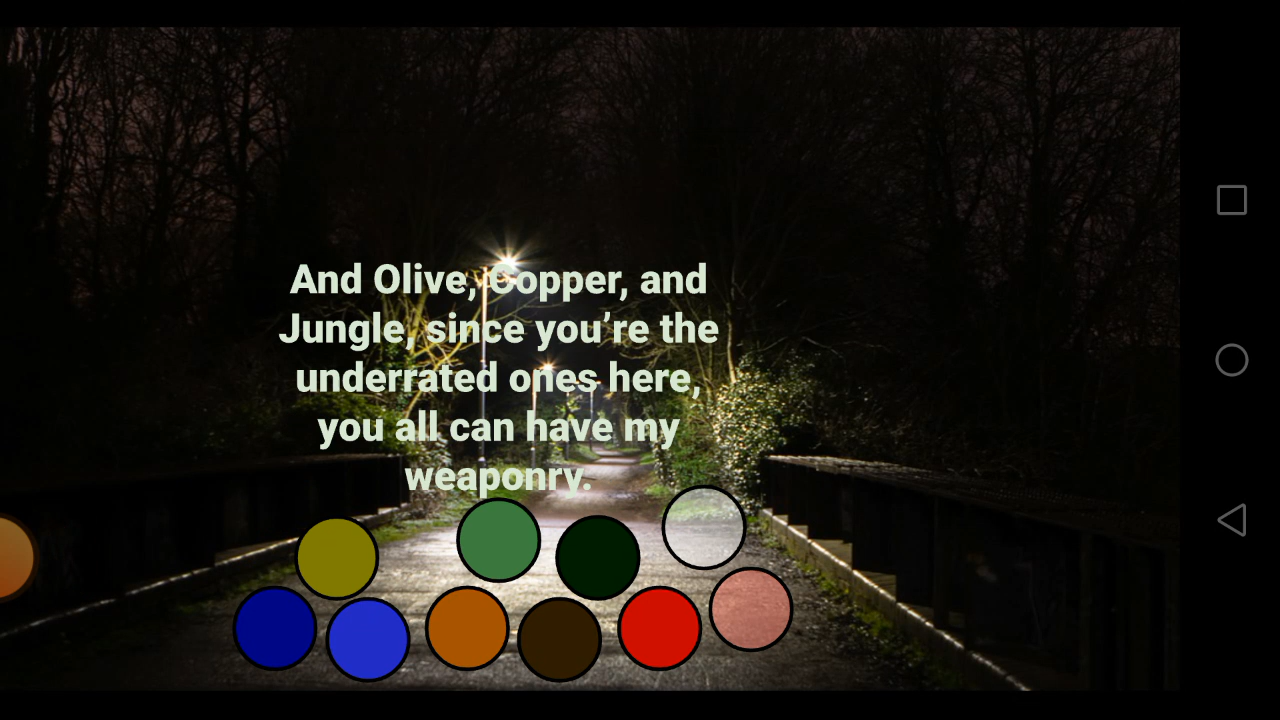 And Olive, Copper, and
Jungle, since you’re the
underrated ones here,
you all can have my
weaponry.